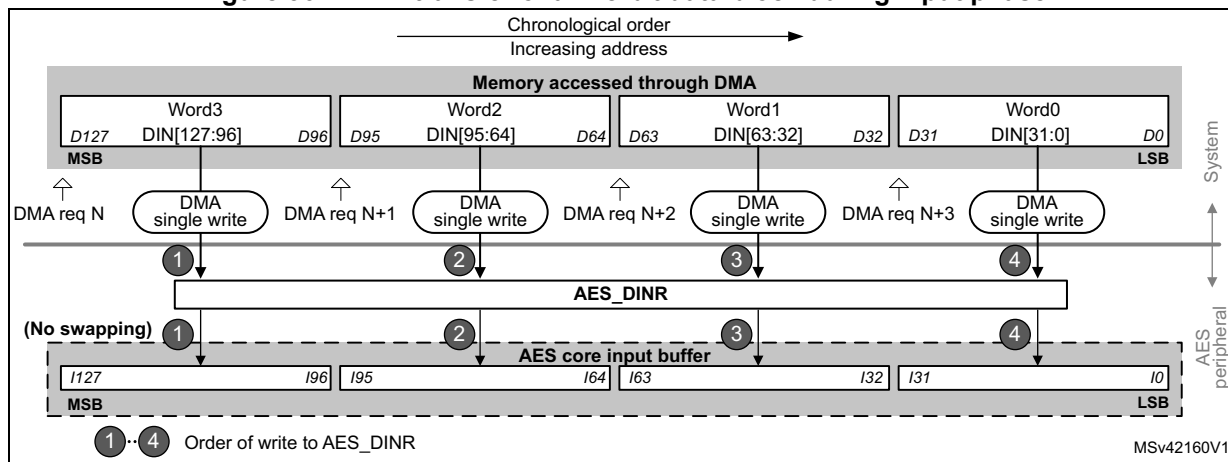 Chronological order
Increasing address
Memory accessed through DMA
Word3 Word2 Word1 Word0
D127 DIN[127:96] D96 D95 DIN[95:64] D64 D63 DIN[63:32] D32 D31 DIN[31:0] D0
MSB LSB
System
DMA req N DMA single write DMA req N+1 DMA single write DMA req N+2 DMA single write DMA req N+3 DMA single write
1 2 3 4
AES_DINR
AES peripheral
(No swapping) 1 2 3 4
AES core input buffer
I127 I96 I95 I64 I63 I32 I31 I0
MSB LSB
1··4 Order of write to AES_DINR
MSv42160V1